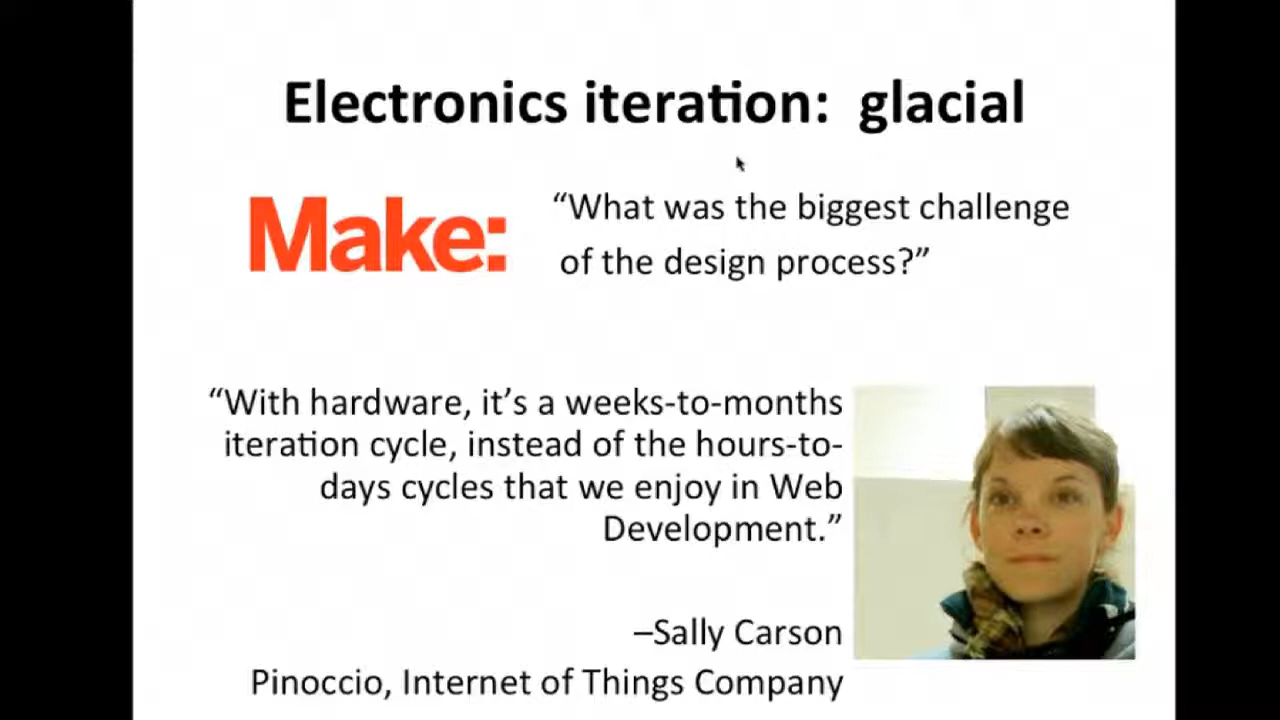 Electronics iteration: glacial
Make:
“What was the biggest challenge
of the design process?”
“With hardware, it’s a weeks-to-months
iteration cycle, instead of the hours-to-
days cycles that we enjoy in Web
Development.”
–Sally Carson
Pinoccio, Internet of Things Company